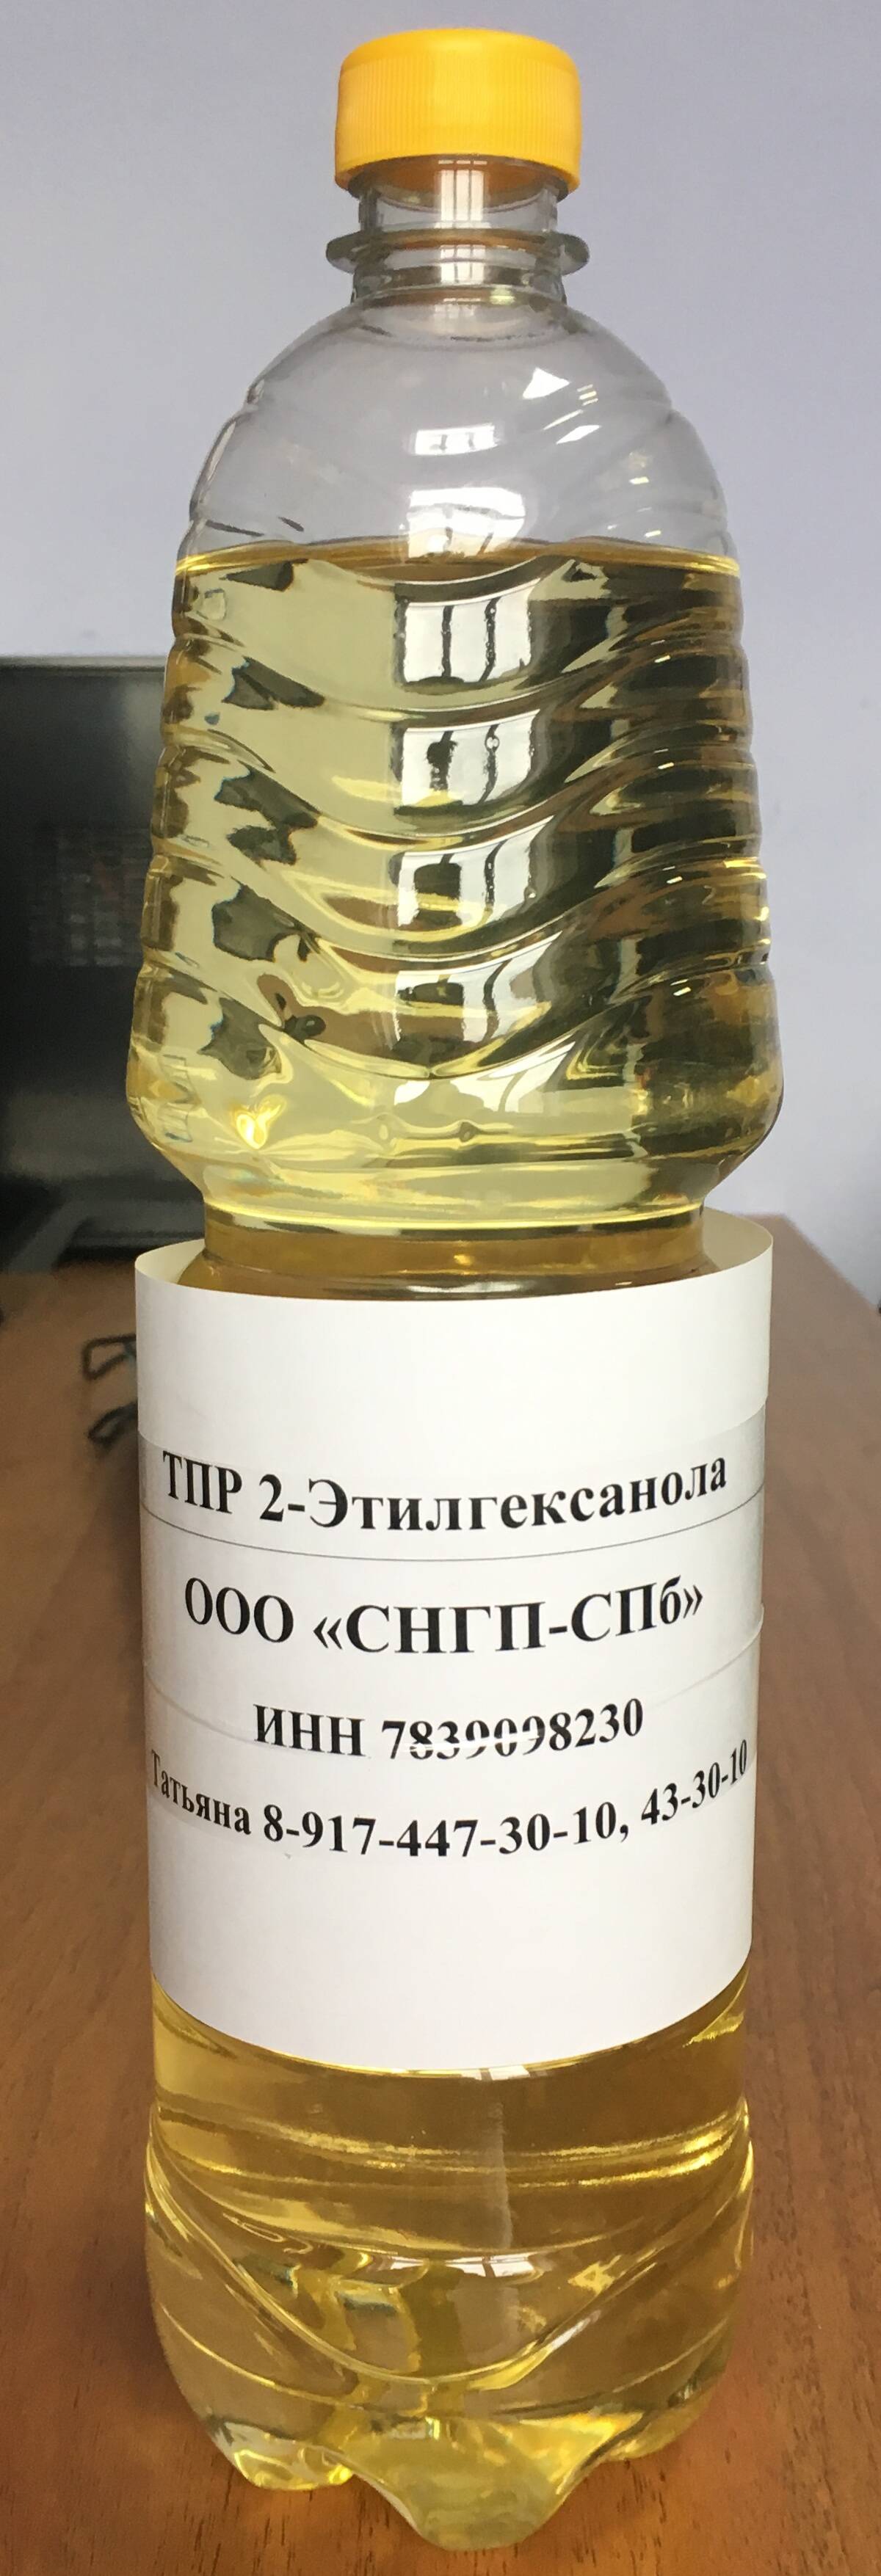 ТПР 2-Этилгексанола
ООО «СНГП-СПб»
ИНН 7839098230
Татьяна 8-917-447-30-10, 43-30-10